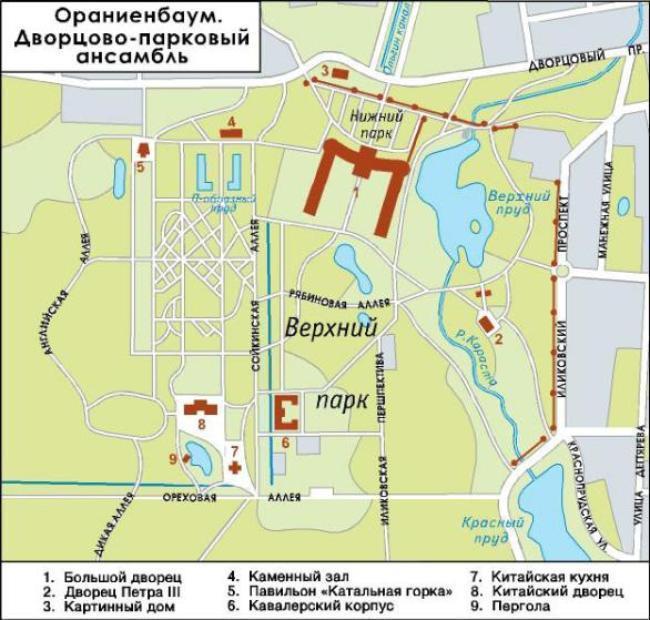 Ораниенбаум.
Дворцово-парковый
ансамбль
Ольгин канал
ДВОРЦОВЫЙ ПР.
3
Нижний
парк
4
5
П-образный
пруд
1
Верхний
пруд
ПРОСПЕКТ
МАНЕЖНАЯ УЛИЦА
АНГЛИЙСКАЯ АЛЛЕЯ
СОЙКИНСКАЯ АЛЛЕЯ
РЯБИНОВАЯ АЛЛЕЯ
Верхний
парк
2
р.Караста
ИЛИКОВСКИЙ
ИЛИКОВСКАЯ ПЕРШПЕКТИВА
8
6
7
9
ОРЕХОВАЯ АЛЛЕЯ
ДИКАЯ АЛЛЕЯ
КРАСНОПРУДСКАЯ УЛ.
УЛИЦА ДЕГТЯРЕВА
Красный
пруд
1. Большой дворец
2. Дворец Петра III
3. Картинный дом
4. Каменный зал
5. Павильон «Катальная горка»
6. Кавалерский корпус
7. Китайская кухня
8 Китайский дворец
9. Пергола